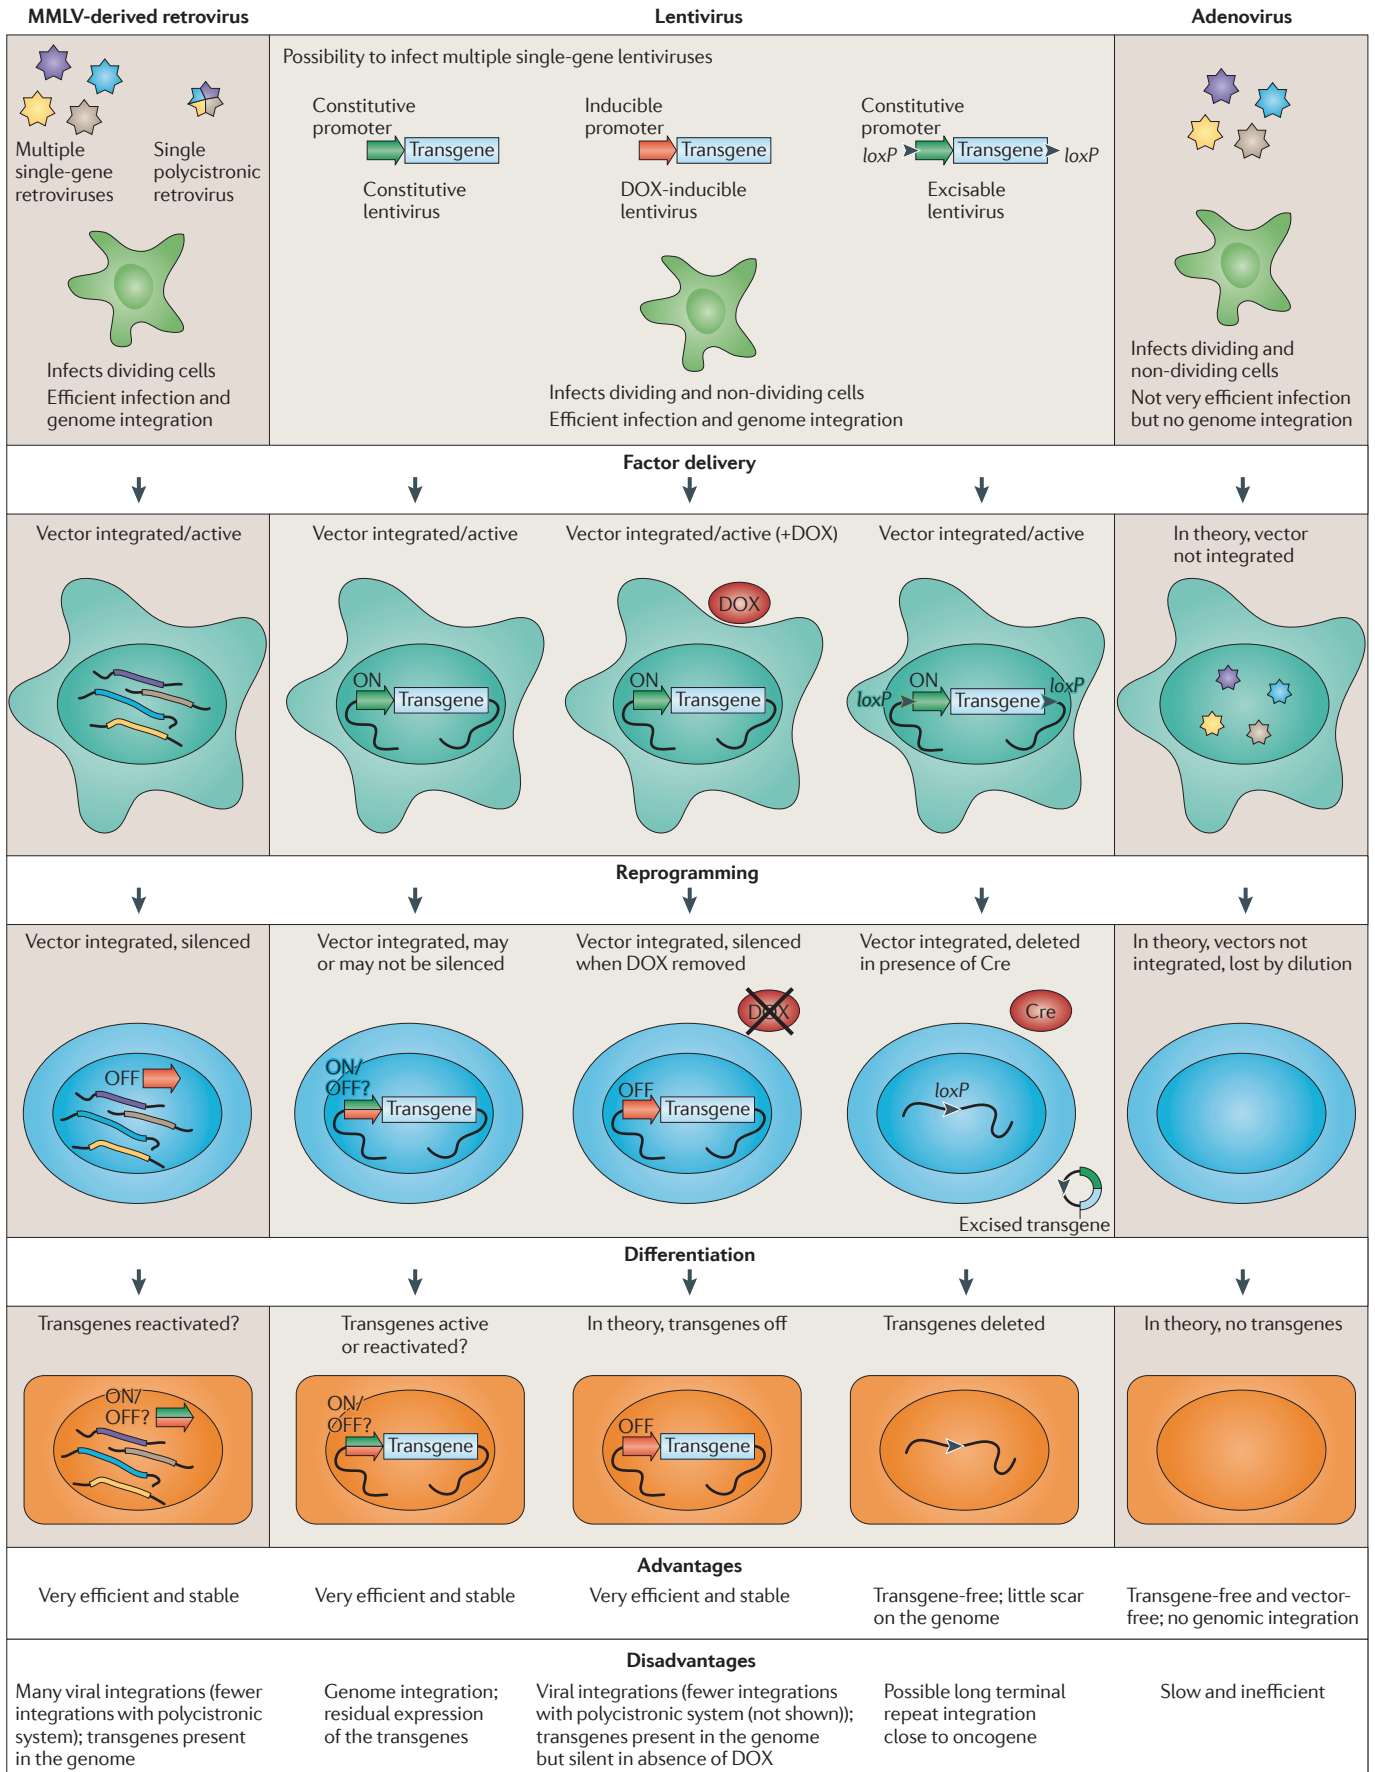 MMLV-derived retrovirus
Lentivirus
Adenovirus
Multiple
single-gene
retroviruses
Single
polycistronic
retrovirus
Infects dividing cells
Efficient infection and
genome integration
Possibility to infect multiple single-gene lentiviruses
Constitutive
promoter
Transgene
Constitutive
lentivirus
Inducible
promoter
Transgene
DOX-inducible
lentivirus
Constitutive
promoter
loxP
Transgene
loxP
Excisable
lentivirus
Infects dividing and non-dividing cells
Efficient infection and genome integration
Infects dividing and
non-dividing cells
Not very efficient infection
but no genome integration
Factor delivery
Vector integrated/active
Vector integrated/active
ON
Transgene
Vector integrated/active (+DOX)
DOX
ON
Transgene
Vector integrated/active
loxP
ON
Transgene
loxP
In theory, vector
not integrated
Reprogramming
Vector integrated, silenced
OFF
Vector integrated, may
or may not be silenced
ON/
OFF?
Transgene
Vector integrated, silenced
when DOX removed
DOX
OFF
Transgene
Vector integrated, deleted
in presence of Cre
Cre
loxP
Excised transgene
In theory, vectors not
integrated, lost by dilution
Differentiation
Transgenes reactivated?
ON/
OFF?
Transgenes active
or reactivated?
ON/
OFF?
Transgene
In theory, transgenes off
OFF
Transgene
Transgenes deleted
In theory, no transgenes
Advantages
Very efficient and stable
Very efficient and stable
Very efficient and stable
Transgene-free; little scar
on the genome
Transgene-free and vector-
free; no genomic integration
Disadvantages
Many viral integrations (fewer
integrations with polycistronic
system); transgenes present
in the genome
Genome integration;
residual expression
of the transgenes
Viral integrations (fewer integrations
with polycistronic system (not shown));
transgenes present in the genome
but silent in absence of DOX
Possible long terminal
repeat integration
close to oncogene
Slow and inefficient